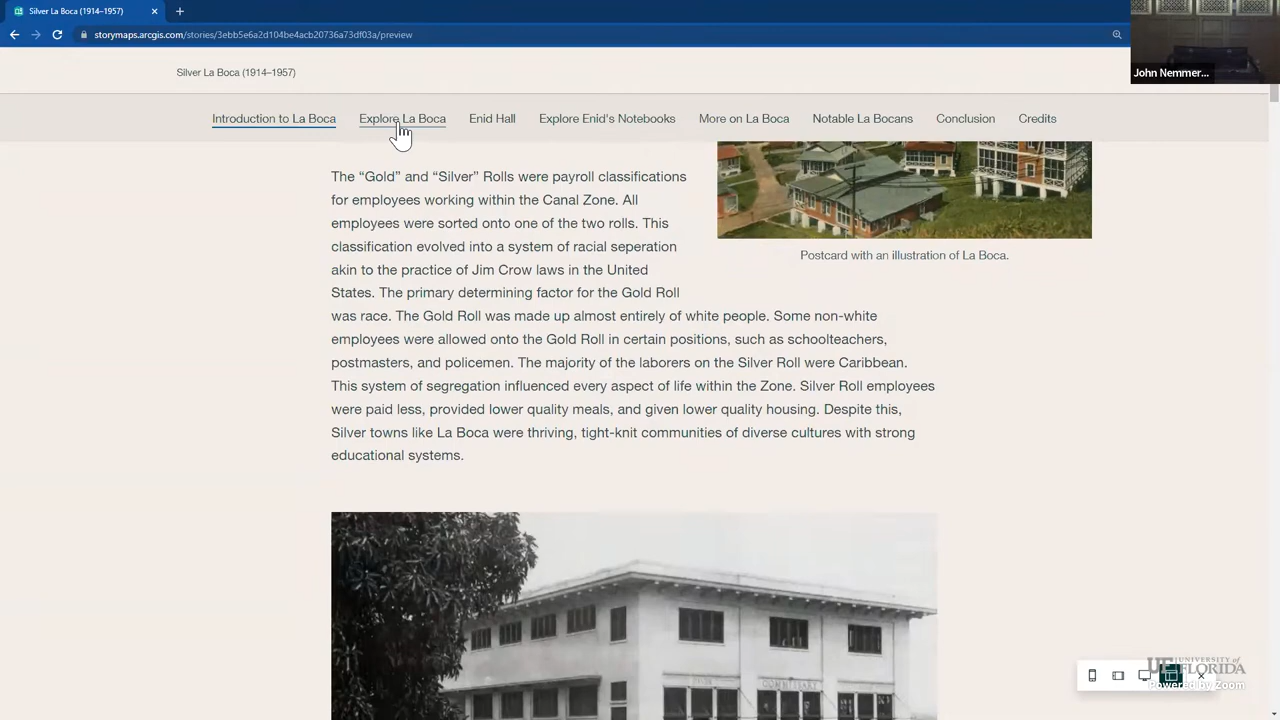 Silver La Boca (1914–1957)
storymaps.arcgis.com/stories/3ebb5e6a2d104be4acb20736a73df03a/preview
John Nemmer...
Silver La Boca (1914–1957)
Introduction to La Boca Explore La Boca Enid Hall Explore Enid's Notebooks More on La Boca Notable La Bocans Conclusion Credits
The “Gold” and “Silver” Rolls were payroll classifications
for employees working within the Canal Zone. All
employees were sorted onto one of the two rolls. This
classification evolved into a system of racial seperation
akin to the practice of Jim Crow laws in the United
States. The primary determining factor for the Gold Roll
was race. The Gold Roll was made up almost entirely of white people. Some non-white
employees were allowed onto the Gold Roll in certain positions, such as schoolteachers,
postmasters, and policemen. The majority of the laborers on the Silver Roll were Caribbean.
This system of segregation influenced every aspect of life within the Zone. Silver Roll employees
were paid less, provided lower quality meals, and given lower quality housing. Despite this,
Silver towns like La Boca were thriving, tight-knit communities of diverse cultures with strong
educational systems.
Postcard with an illustration of La Boca.
UF UNIVERSITY of
FLORIDA
Powered by Zoom